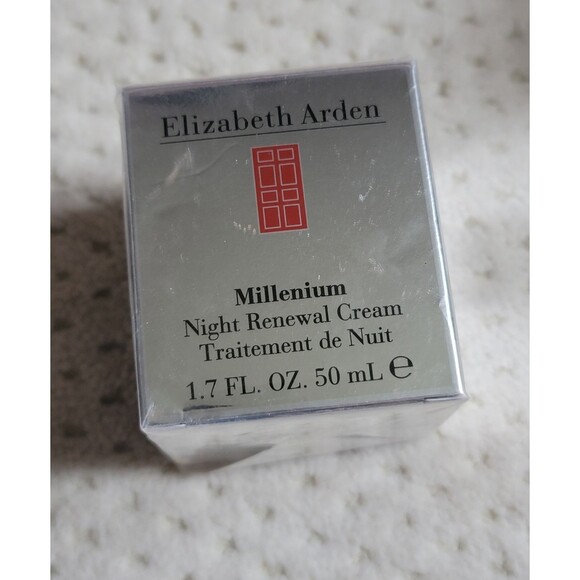 Elizabeth Arden
Millenium
Night Renewal Cream
Traitement de Nuit
1.7 FL. OZ. 50 mL ℮